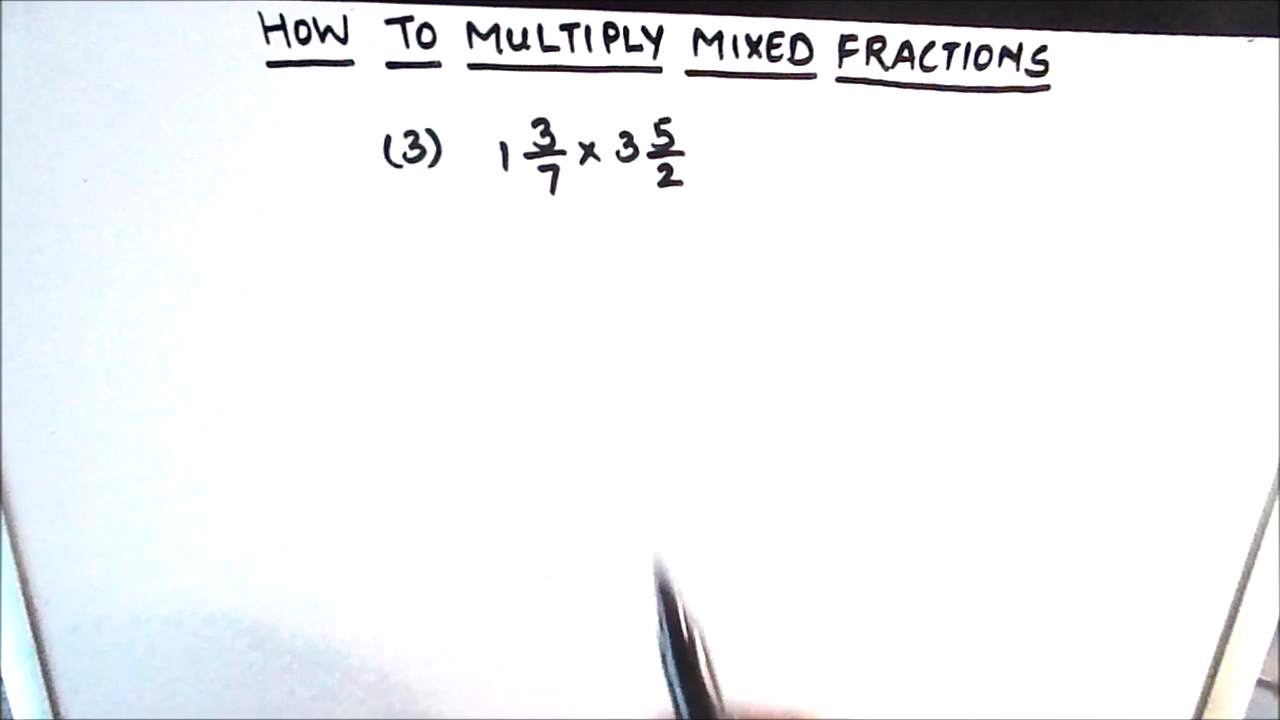 HOW TO MULTIPLY MIXED FRACTIONS
(3) 1 3/7 × 3 5/2